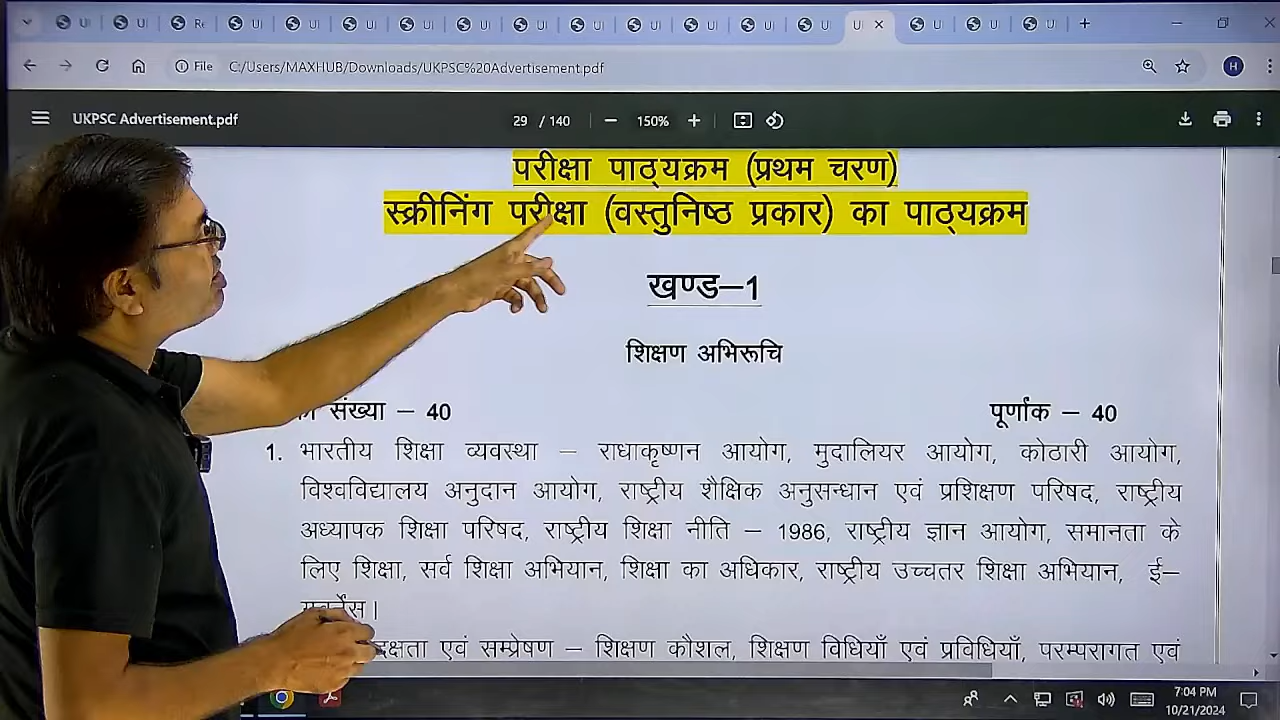 File C:/Users/MAXHUB/Downloads/UKPSC%20Advertisement.pdf H
UKPSC Advertisement.pdf 29 / 140 150%
परीक्षा पाठ्यक्रम (प्रथम चरण)
स्क्रीनिंग परीक्षा (वस्तुनिष्ठ प्रकार) का पाठ्यक्रम
खण्ड–1
शिक्षण अभिरूचि
संख्या – 40 पूर्णांक – 40
1. भारतीय शिक्षा व्यवस्था – राधाकृष्णन आयोग, मुदालियर आयोग, कोठारी आयोग,
विश्वविद्यालय अनुदान आयोग, राष्ट्रीय शैक्षिक अनुसन्धान एवं प्रशिक्षण परिषद, राष्ट्रीय
अध्यापक शिक्षा परिषद, राष्ट्रीय शिक्षा नीति – 1986, राष्ट्रीय ज्ञान आयोग, समानता के
लिए शिक्षा, सर्व शिक्षा अभियान, शिक्षा का अधिकार, राष्ट्रीय उच्चतर शिक्षा अभियान, ई–
एवं सम्प्रेषण – शिक्षण कौशल, शिक्षण विधियाँ एवं प्रविधियाँ, परम्परागत एवं
7:04 PM
10/21/2024